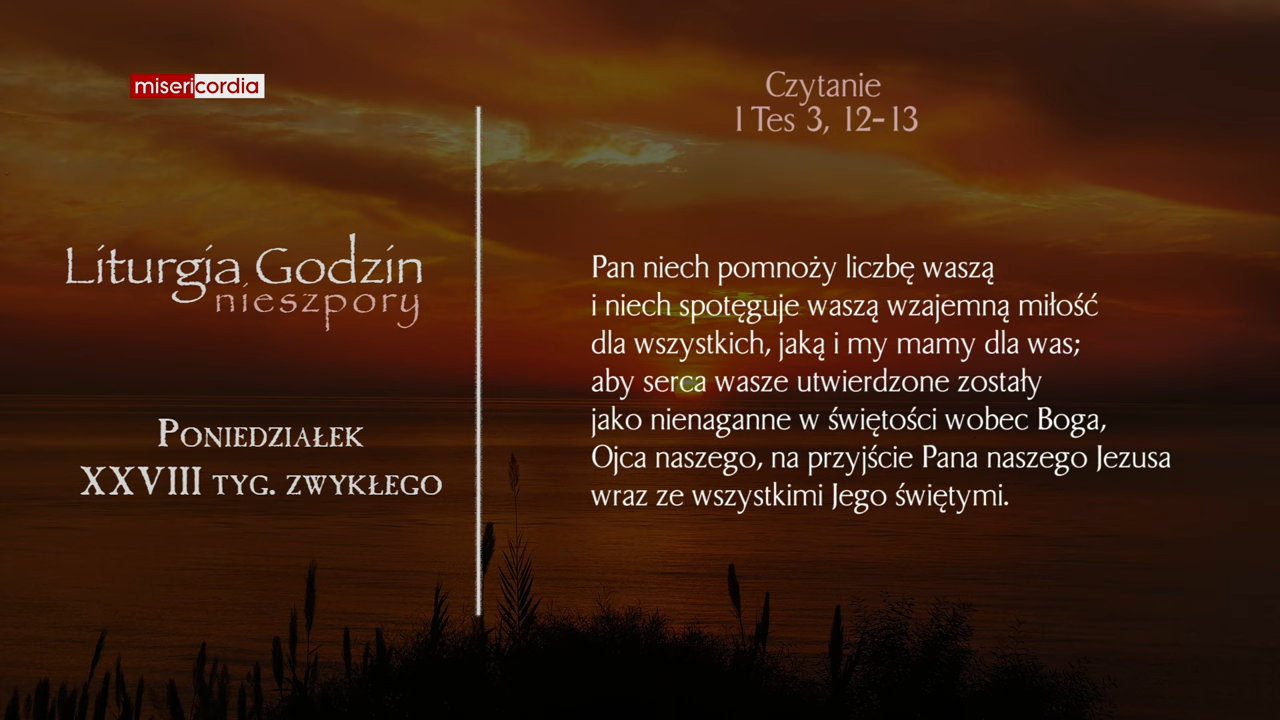 misericordia
Liturgia Godzin
nieszpory
Poniedziałek
XXVIII tyg. zwykłego
Czytanie
1 Tes 3, 12-13
Pan niech pomnoży liczbę waszą
i niech spotęguje waszą wzajemną miłość
dla wszystkich, jaką i my mamy dla was;
aby serca wasze utwierdzone zostały
jako nienaganne w świętości wobec Boga,
Ojca naszego, na przyjście Pana naszego Jezusa
wraz ze wszystkimi Jego świętymi.